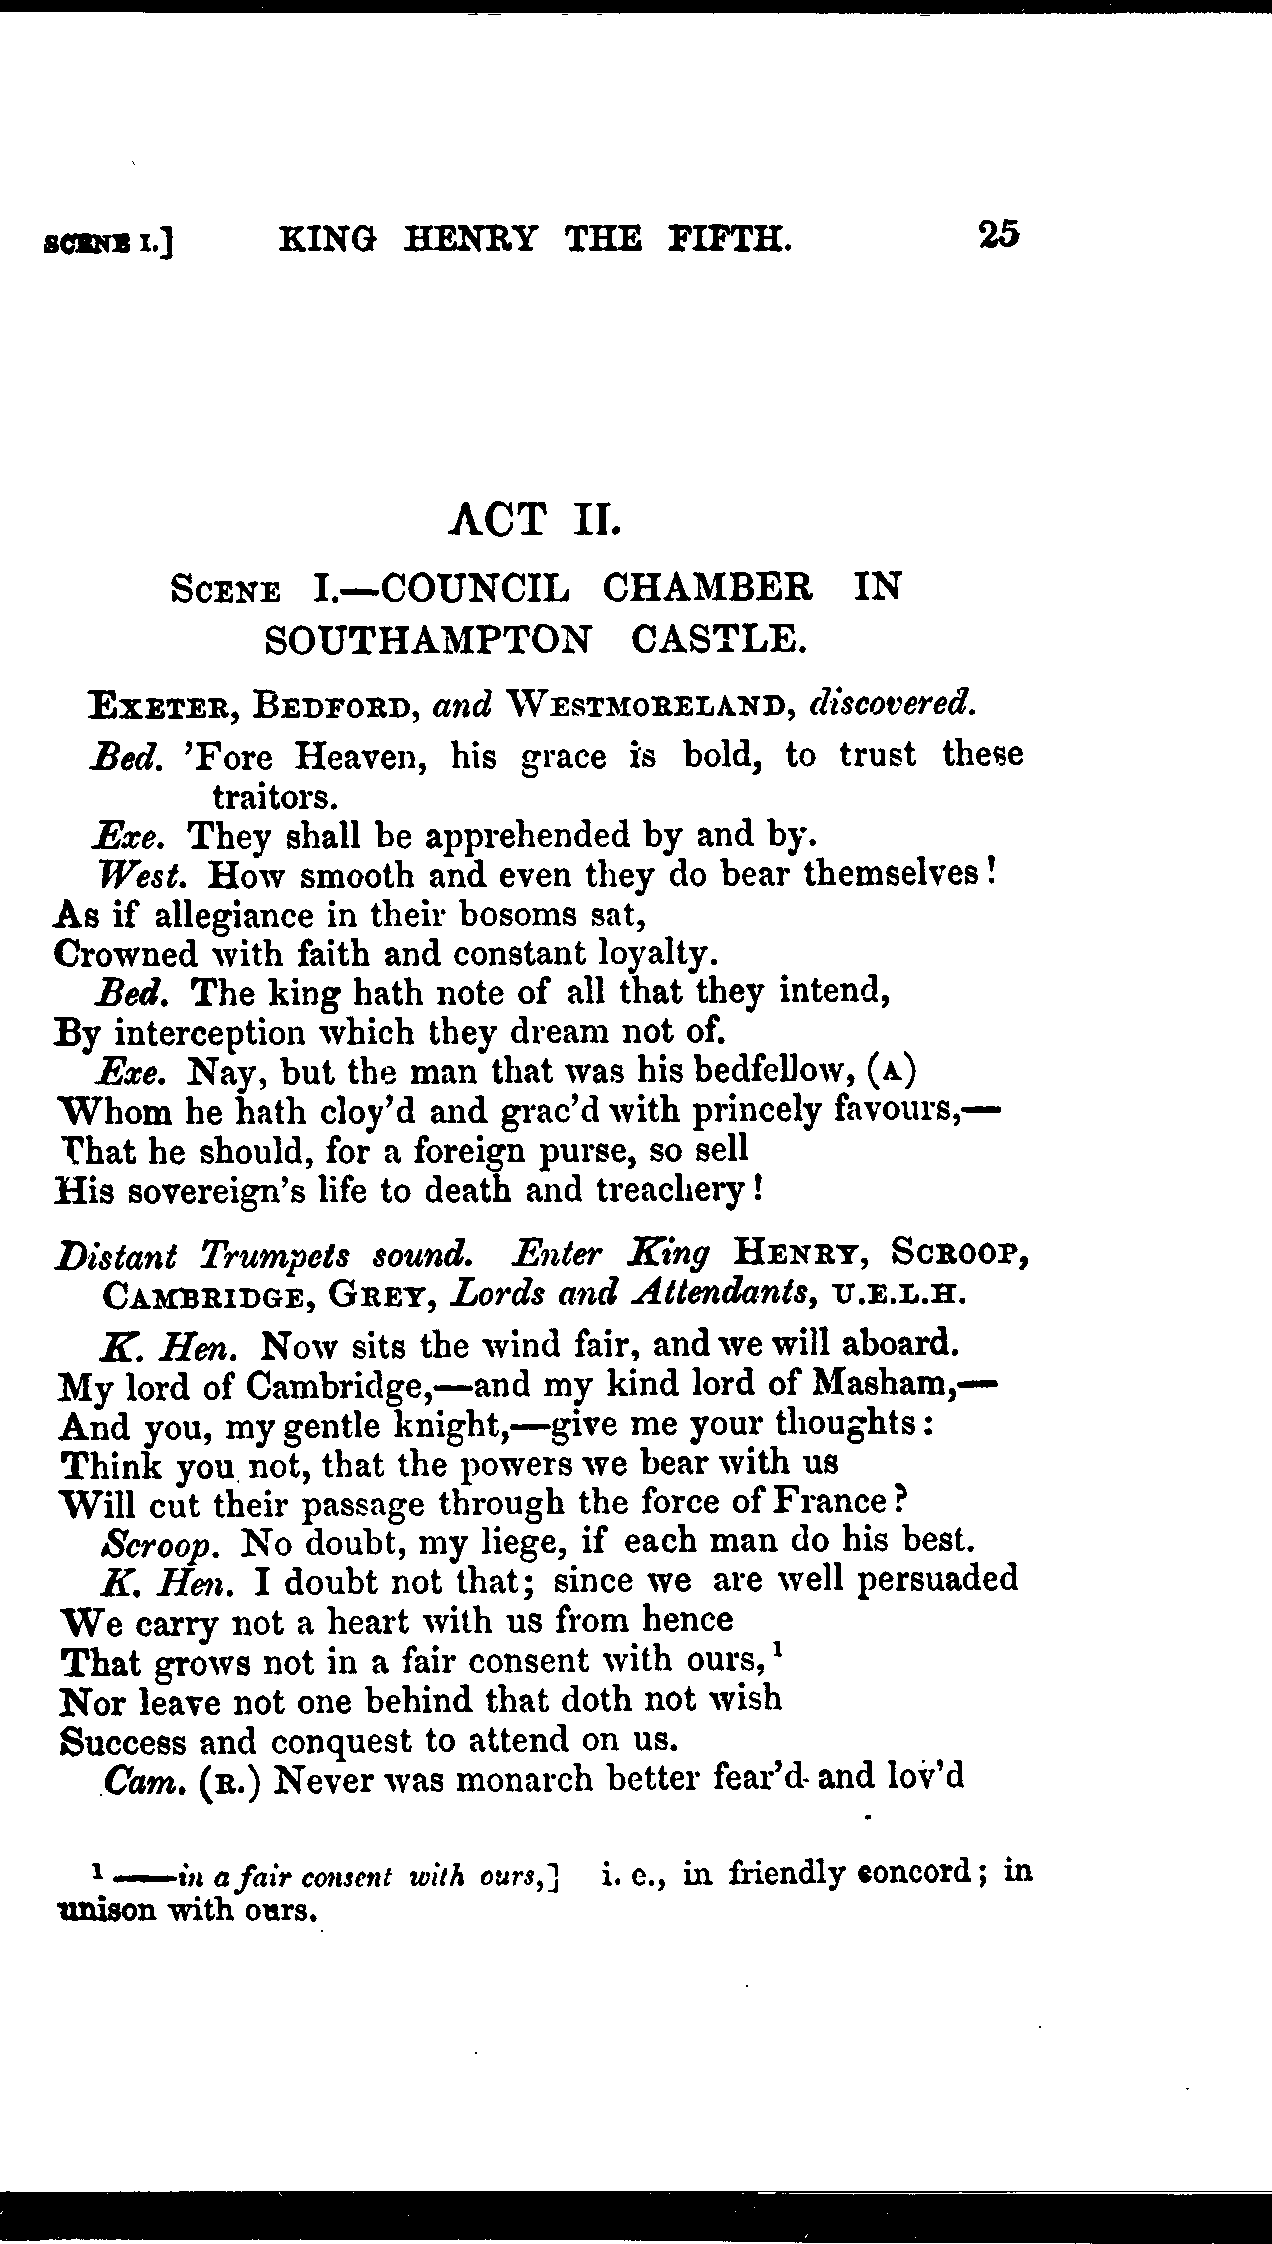 SCENE I.] KING HENRY THE FIFTH. 25
ACT II.
SCENE I.—COUNCIL CHAMBER IN
SOUTHAMPTON CASTLE.
EXETER, BEDFORD, and WESTMORELAND, discovered.
Bed. 'Fore Heaven, his grace is bold, to trust these
traitors.
Exe. They shall be apprehended by and by.
West. How smooth and even they do bear themselves!
As if allegiance in their bosoms sat,
Crowned with faith and constant loyalty.
Bed. The king hath note of all that they intend,
By interception which they dream not of.
Exe. Nay, but the man that was his bedfellow, (A)
Whom he hath cloy'd and grac'd with princely favours,—
That he should, for a foreign purse, so sell
His sovereign's life to death and treachery!
Distant Trumpets sound. Enter King HENRY, SCROOP,
CAMBRIDGE, GREY, Lords and Attendants, U.E.L.H.
K. Hen. Now sits the wind fair, and we will aboard.
My lord of Cambridge,—and my kind lord of Masham,—
And you, my gentle knight,—give me your thoughts:
Think you not, that the powers we bear with us
Will cut their passage through the force of France?
Scroop. No doubt, my liege, if each man do his best.
K. Hen. I doubt not that; since we are well persuaded
We carry not a heart with us from hence
That grows not in a fair consent with ours,¹
Nor leave not one behind that doth not wish
Success and conquest to attend on us.
Cam. (R.) Never was monarch better fear'd and lov'd
¹ ——in a fair consent with ours,] i. e., in friendly concord; in
unison with ours.